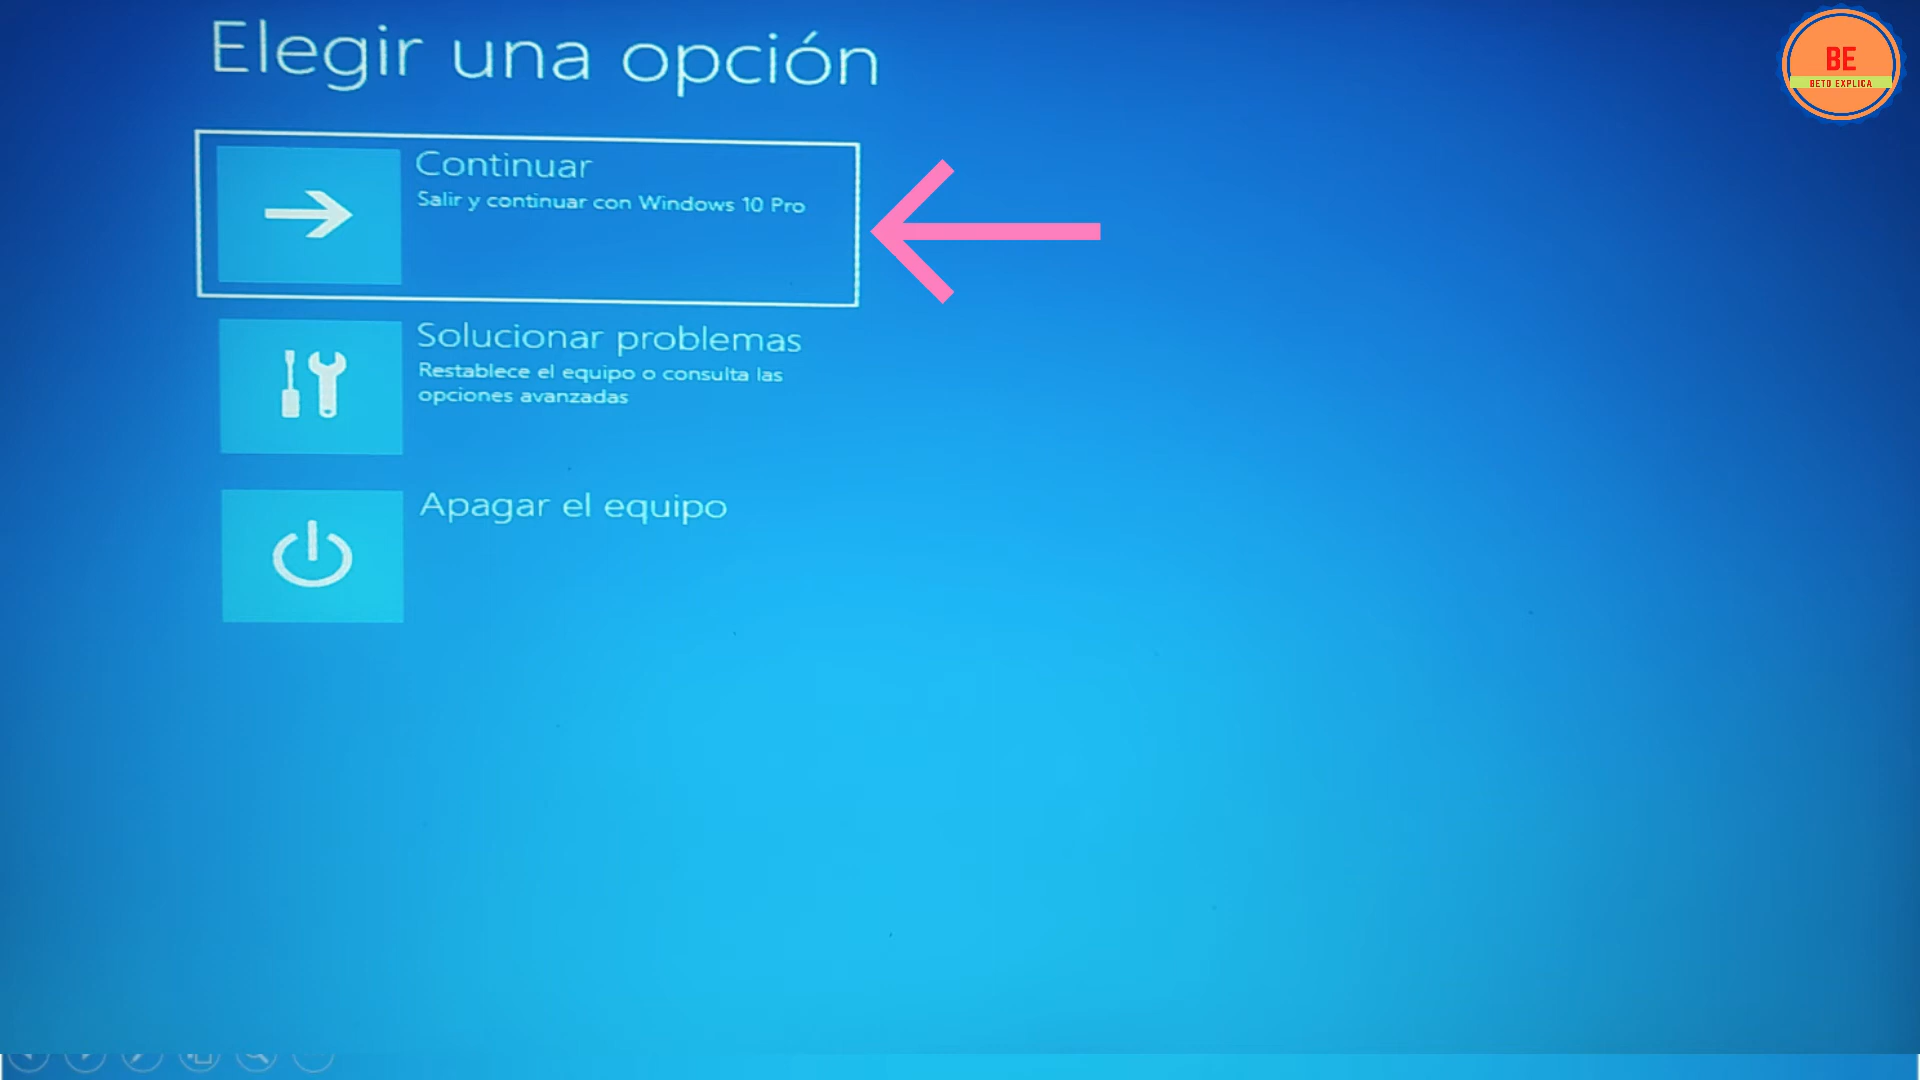 Elegir una opción
BE
BETO EXPLICA
Continuar
Salir y continuar con Windows 10 Pro
Solucionar problemas
Restablece el equipo o consulta las
opciones avanzadas
Apagar el equipo